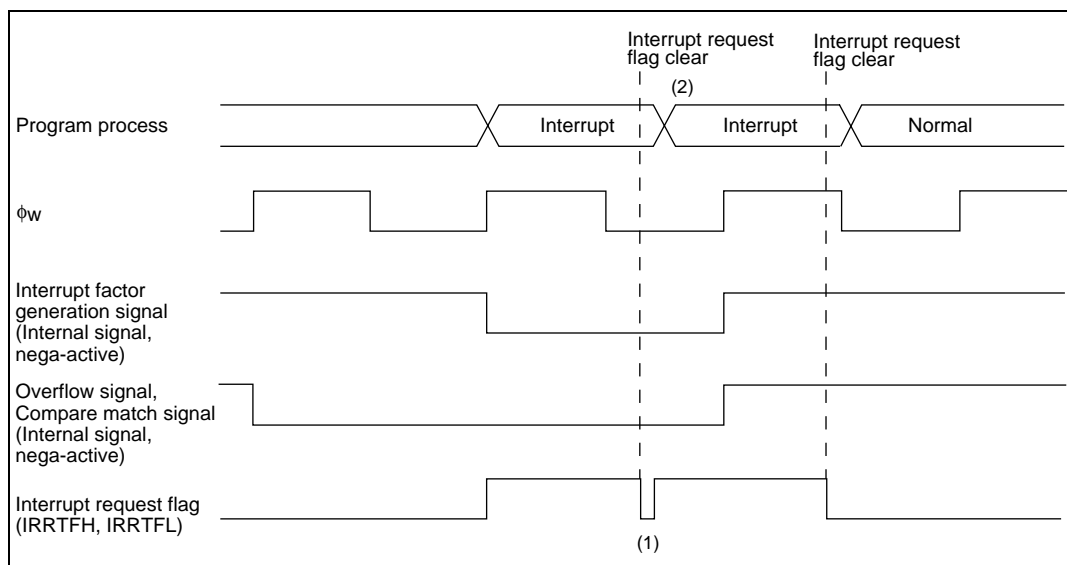 Interrupt request
flag clear
Interrupt request
flag clear
(2)
Program process
Interrupt
Interrupt
Normal
ϕw
Interrupt factor
generation signal
(Internal signal,
nega-active)
Overflow signal,
Compare match signal
(Internal signal,
nega-active)
Interrupt request flag
(IRRTFH, IRRTFL)
(1)